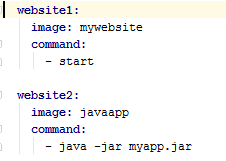 website1:
  image: mywebsite
  command:
    - start

website2:
  image: javaapp
  command:
    - java -jar myapp.jar